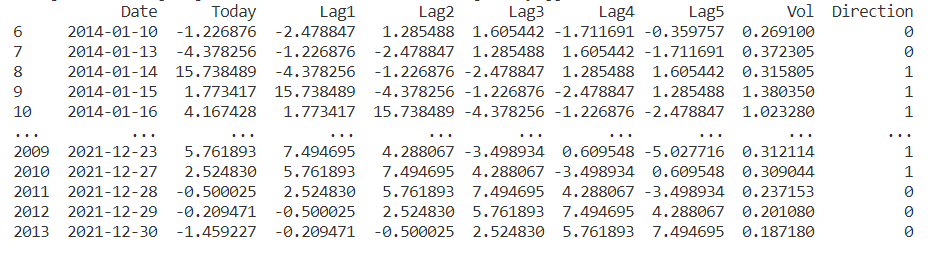 Date Today Lag1 Lag2 Lag3 Lag4 Lag5 Vol Direction
6 2014-01-10 -1.226876 -2.478847 1.285488 1.605442 -1.711691 -0.359757 0.269100 0
7 2014-01-13 -4.378256 -1.226876 -2.478847 1.285488 1.605442 -1.711691 0.372305 0
8 2014-01-14 15.738489 -4.378256 -1.226876 -2.478847 1.285488 1.605442 0.315805 1
9 2014-01-15 1.773417 15.738489 -4.378256 -1.226876 -2.478847 1.285488 1.380350 1
10 2014-01-16 4.167428 1.773417 15.738489 -4.378256 -1.226876 -2.478847 1.023280 1
... ... ... ... ... ... ... ... ... ...
2009 2021-12-23 5.761893 7.494695 4.288067 -3.498934 0.609548 -5.027716 0.312114 1
2010 2021-12-27 2.524830 5.761893 7.494695 4.288067 -3.498934 0.609548 0.309044 1
2011 2021-12-28 -0.500025 2.524830 5.761893 7.494695 4.288067 -3.498934 0.237153 0
2012 2021-12-29 -0.209471 -0.500025 2.524830 5.761893 7.494695 4.288067 0.201080 0
2013 2021-12-30 -1.459227 -0.209471 -0.500025 2.524830 5.761893 7.494695 0.187180 0